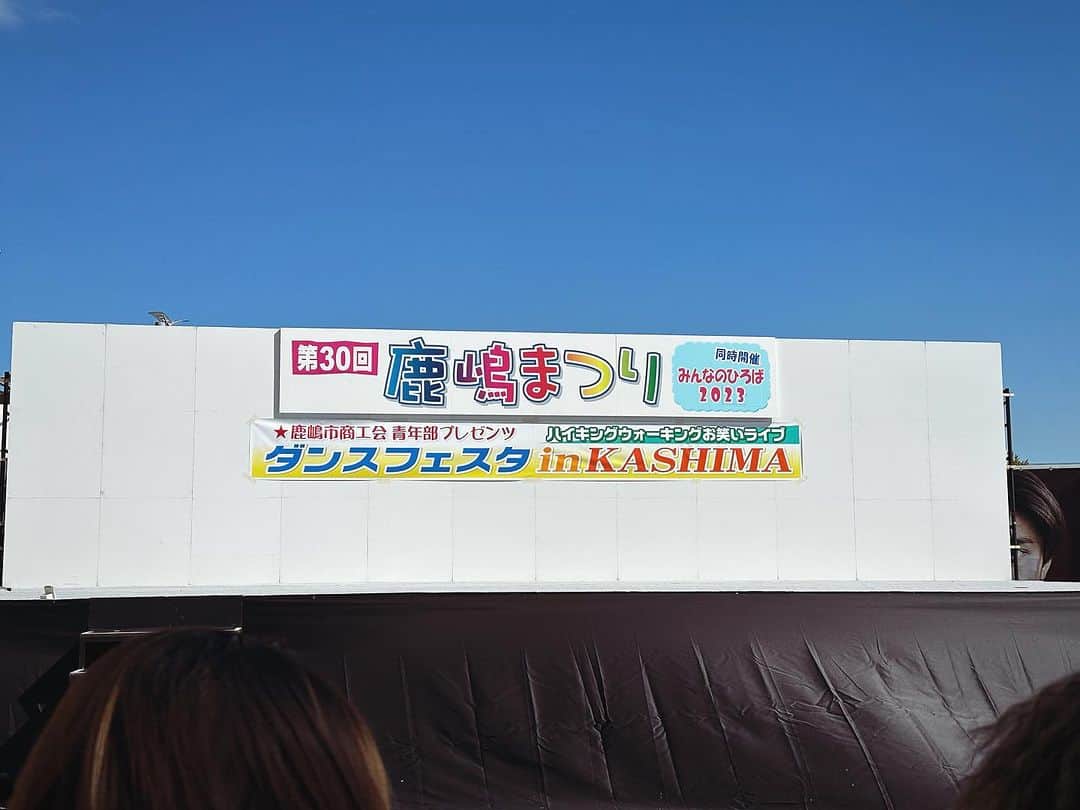 第30回
鹿嶋まつり
同時開催
みんなのひろば
2023
★鹿嶋市商工会 青年部プレゼンツ
ハイキングウォーキングお笑いライブ
ダンスフェスタ in KASHIMA